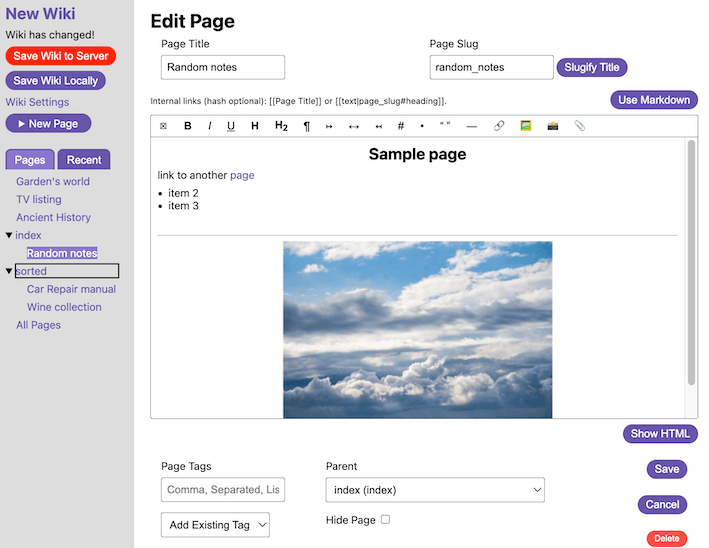 New Wiki
Wiki has changed!
Save Wiki to Server
Save Wiki Locally
Wiki Settings
▶ New Page
Pages
Recent
Garden's world
TV listing
Ancient History
▼ index
Random notes
▼ sorted
Car Repair manual
Wine collection
All Pages
Edit Page
Page Title
Page Slug
Random notes
random_notes
Slugify Title
Internal links (hash optional): [[Page Title]] or [[text|page_slug#heading]].
Use Markdown
B I U H H2 ¶ # • “ ” —
Sample page
link to another page
• item 2
• item 3
Show HTML
Page Tags
Parent
Comma, Separated, Lis
index (index)
Save
Add Existing Tag
Hide Page
Cancel
Delete